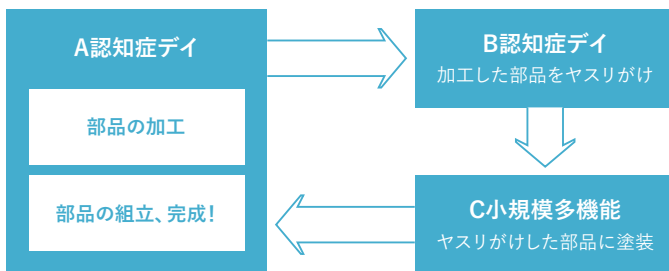 A認知症デイ
部品の加工
部品の組立、完成!
B認知症デイ
加工した部品をヤスリがけ
C小規模多機能
ヤスリがけした部品に塗装